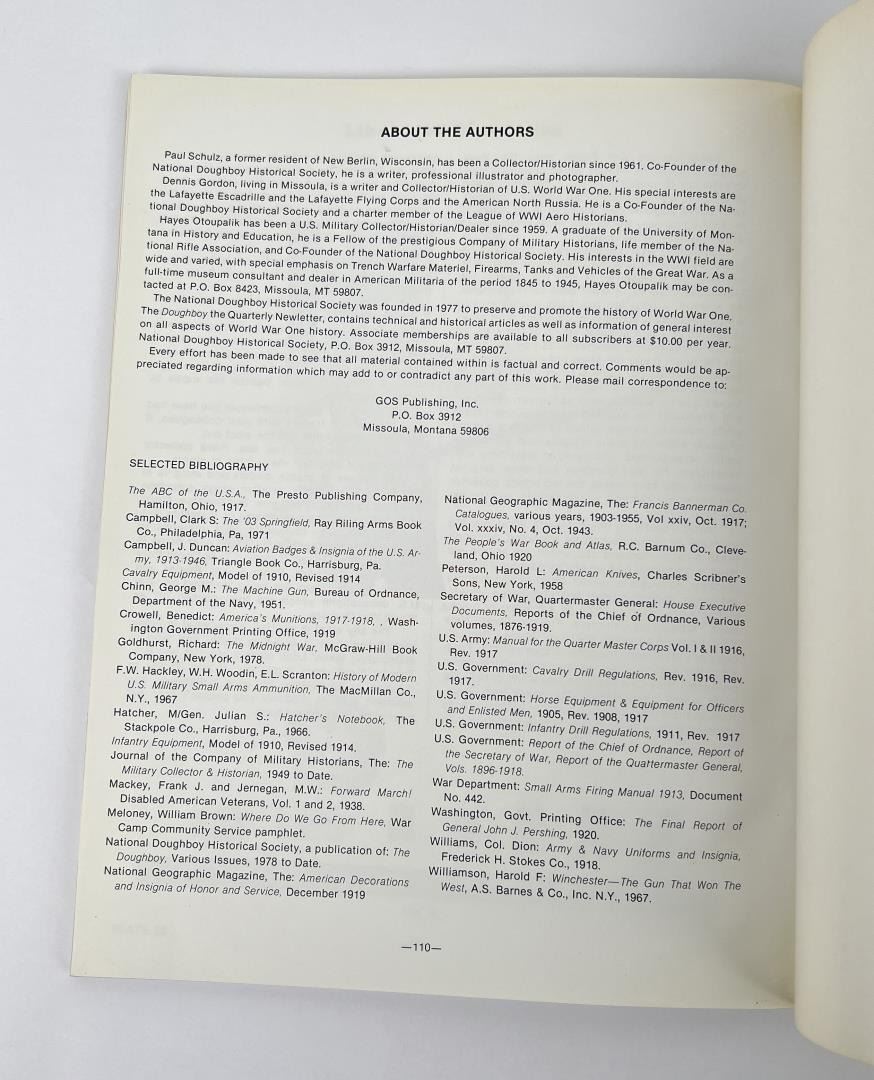 ABOUT THE AUTHORS
Paul Schulz, a former resident of New Berlin, Wisconsin, has been a Collector/Historian since 1961. Co-Founder of the
National Doughboy Historical Society, he is a writer, professional illustrator and photographer.
Dennis Gordon, living in Missoula, is a writer and Collector/Historian of U.S. World War One. His special interests are
the Lafayette Escadrille and the Lafayette Flying Corps and the American North Russia. He is a Co-Founder of the Na-
tional Doughboy Historical Society and a charter member of the League of WWI Aero Historians.
Hayes Otoupalik has been a U.S. Military Collector/Historian/Dealer since 1959. A graduate of the University of Mon-
tana in History and Education, he is a Fellow of the prestigious Company of Military Historians, life member of the Na-
tional Rifle Association, and Co-Founder of the National Doughboy Historical Society. His interests in the WWI field are
wide and varied, with special emphasis on Trench Warfare Materiel, Firearms, Tanks and Vehicles of the Great War. As a
full-time museum consultant and dealer in American Militaria of the period 1845 to 1945, Hayes Otoupalik may be con-
tacted at P.O. Box 8423, Missoula, MT 59807.
The National Doughboy Historical Society was founded in 1977 to preserve and promote the history of World War One.
The Doughboy the Quarterly Newletter, contains technical and historical articles as well as information of general interest
on all aspects of World War One history. Associate memberships are available to all subscribers at $10.00 per year.
National Doughboy Historical Society, P.O. Box 3912, Missoula, MT 59807.
Every effort has been made to see that all material contained within is factual and correct. Comments would be ap-
preciated regarding information which may add to or contradict any part of this work. Please mail correspondence to:
GOS Publishing, Inc.
P.O. Box 3912
Missoula, Montana 59806
SELECTED BIBLIOGRAPHY
The ABC of the U.S.A., The Presto Publishing Company,
Hamilton, Ohio, 1917.
Campbell, Clark S: The '03 Springfield, Ray Riling Arms Book
Co., Philadelphia, Pa, 1971
Campbell, J. Duncan: Aviation Badges & Insignia of the U.S. Ar-
my, 1913-1946, Triangle Book Co., Harrisburg, Pa.
Cavalry Equipment, Model of 1910, Revised 1914
Chinn, George M.: The Machine Gun, Bureau of Ordnance,
Department of the Navy, 1951.
Crowell, Benedict: America's Munitions, 1917-1918, , Wash-
ington Government Printing Office, 1919
Goldhurst, Richard: The Midnight War, McGraw-Hill Book
Company, New York, 1978.
F.W. Hackley, W.H. Woodin, E.L. Scranton: History of Modern
U.S. Military Small Arms Ammunition, The MacMillan Co.,
N.Y., 1967
Hatcher, M/Gen. Julian S.: Hatcher's Notebook, The
Stackpole Co., Harrisburg, Pa., 1966.
Infantry Equipment, Model of 1910, Revised 1914.
Journal of the Company of Military Historians, The: The
Military Collector & Historian, 1949 to Date.
Mackey, Frank J. and Jernegan, M.W.: Forward March!
Disabled American Veterans, Vol. 1 and 2, 1938.
Meloney, William Brown: Where Do We Go From Here, War
Camp Community Service pamphlet.
National Doughboy Historical Society, a publication of: The
Doughboy, Various Issues, 1978 to Date.
National Geographic Magazine, The: American Decorations
and Insignia of Honor and Service, December 1919
National Geographic Magazine, The: Francis Bannerman Co.
Catalogues, various years, 1903-1955, Vol xxiv, Oct. 1917;
Vol. xxxiv, No. 4, Oct. 1943.
The People's War Book and Atlas, R.C. Barnum Co., Cleve-
land, Ohio 1920
Peterson, Harold L: American Knives, Charles Scribner's
Sons, New York, 1958
Secretary of War, Quartermaster General: House Executive
Documents, Reports of the Chief of Ordnance, Various
volumes, 1876-1919.
U.S. Army: Manual for the Quarter Master Corps Vol. I & II 1916,
Rev. 1917
U.S. Government: Cavalry Drill Regulations, Rev. 1916, Rev.
1917.
U.S. Government: Horse Equipment & Equipment for Officers
and Enlisted Men, 1905, Rev. 1908, 1917
U.S. Government: Infantry Drill Regulations, 1911, Rev. 1917
U.S. Government: Report of the Chief of Ordnance, Report of
the Secretary of War, Report of the Quattermaster General,
Vols. 1896-1918.
War Department: Small Arms Firing Manual 1913, Document
No. 442.
Washington, Govt. Printing Office: The Final Report of
General John J. Pershing, 1920.
Williams, Col. Dion: Army & Navy Uniforms and Insignia,
Frederick H. Stokes Co., 1918.
Williamson, Harold F: Winchester—The Gun That Won The
West, A.S. Barnes & Co., Inc. N.Y., 1967.
—110—